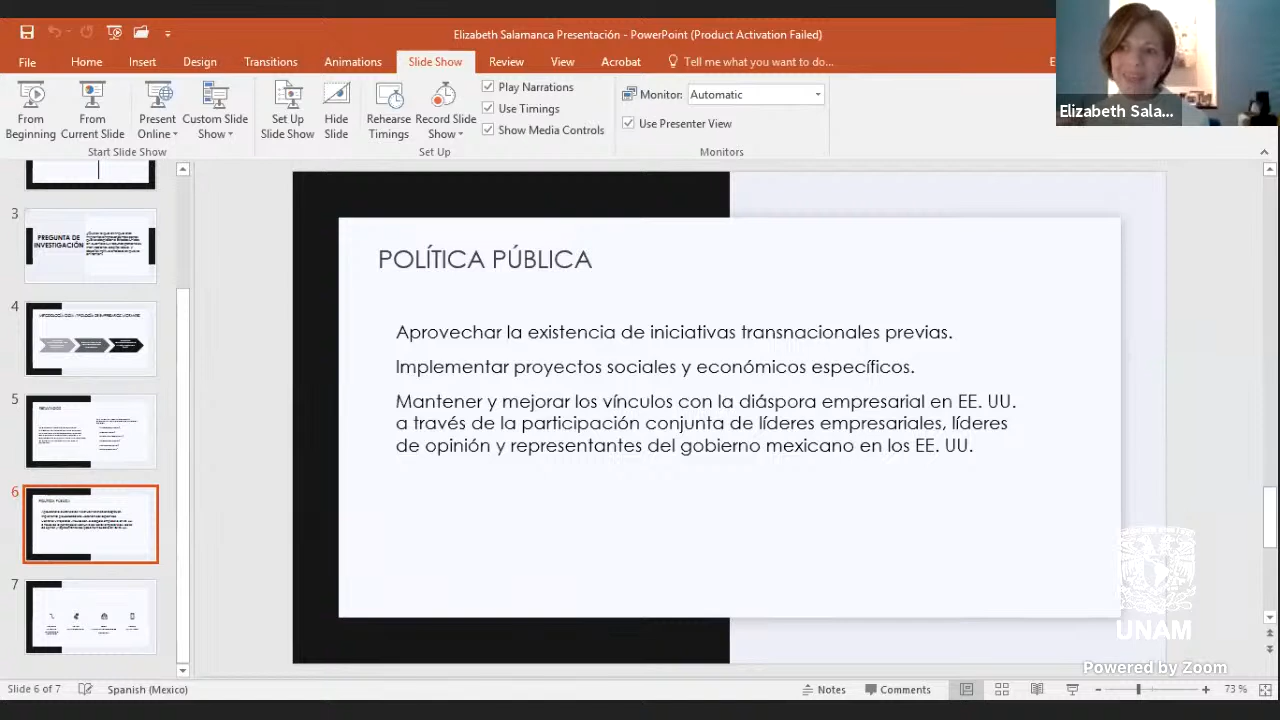 Elizabeth Salamanca Presentación - PowerPoint (Product Activation Failed)
File Home Insert Design Transitions Animations Slide Show Review View Acrobat Tell me what you want to do...
Elizabeth Sala...
From Beginning
From Current Slide
Present Online
Custom Slide Show
Start Slide Show
Set Up Slide Show
Hide Slide
Rehearse Timings
Record Slide Show
Play Narrations
Use Timings
Show Media Controls
Set Up
Monitor: Automatic
Use Presenter View
Monitors
3
PREGUNTA DE
INVESTIGACIÓN
4
5
6
7
POLÍTICA PÚBLICA
Aprovechar la existencia de iniciativas transnacionales previas.
Implementar proyectos sociales y económicos específicos.
Mantener y mejorar los vínculos con la diáspora empresarial en EE. UU.
a través de la participación conjunta de líderes empresariales, líderes
de opinión y representantes del gobierno mexicano en los EE. UU.
UNAM
Powered by Zoom
Slide 6 of 7 Spanish (Mexico) Notes Comments 73 %